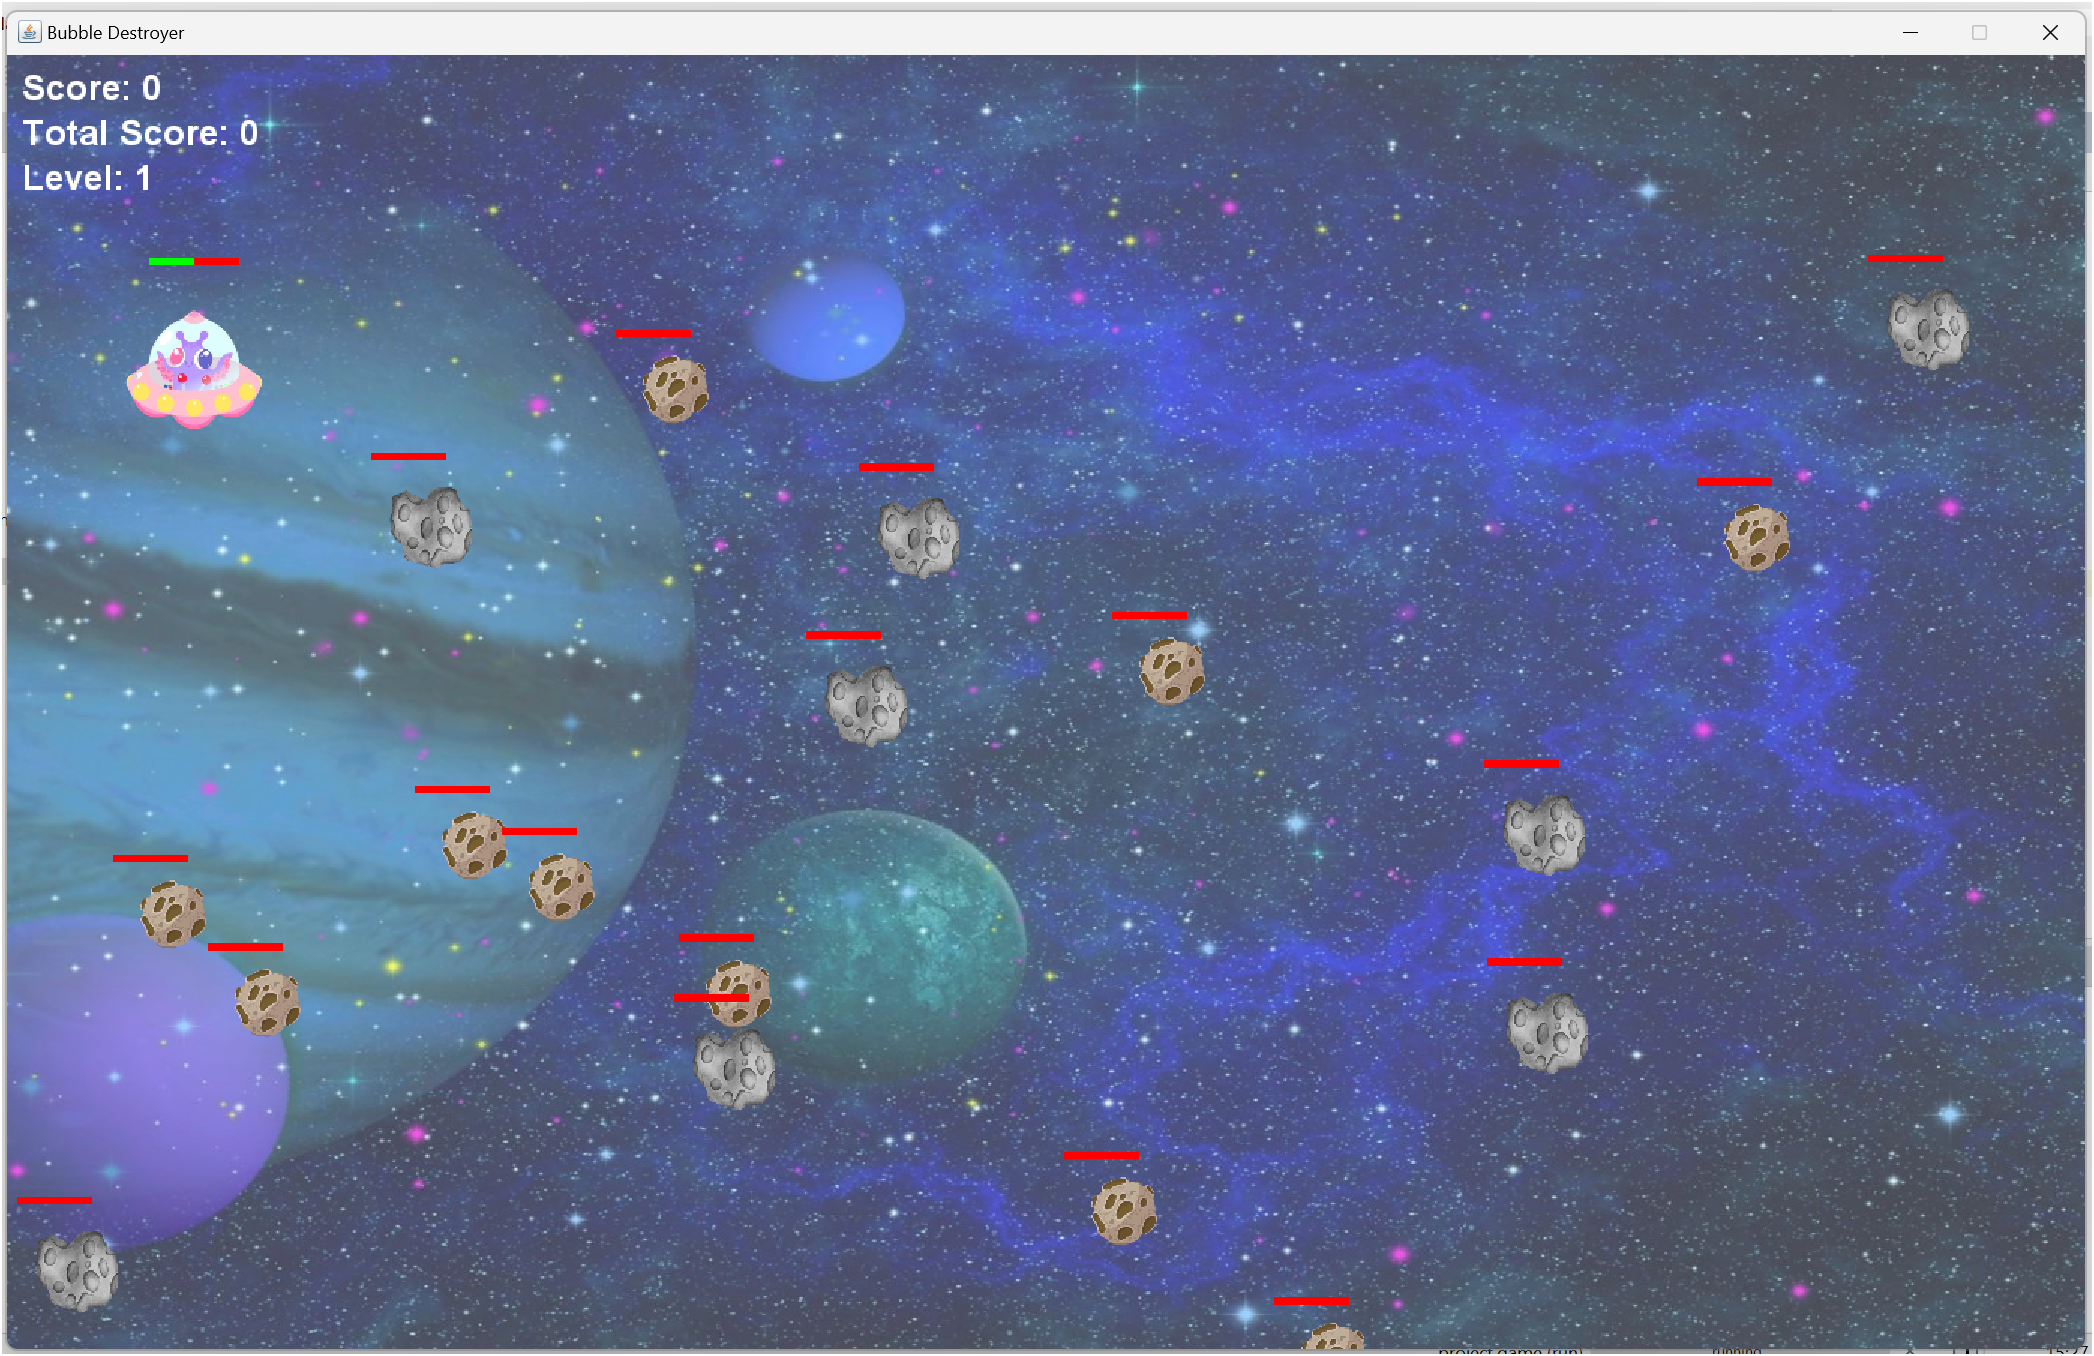 Bubble Destroyer
Score: 0
Total Score: 0
Level: 1